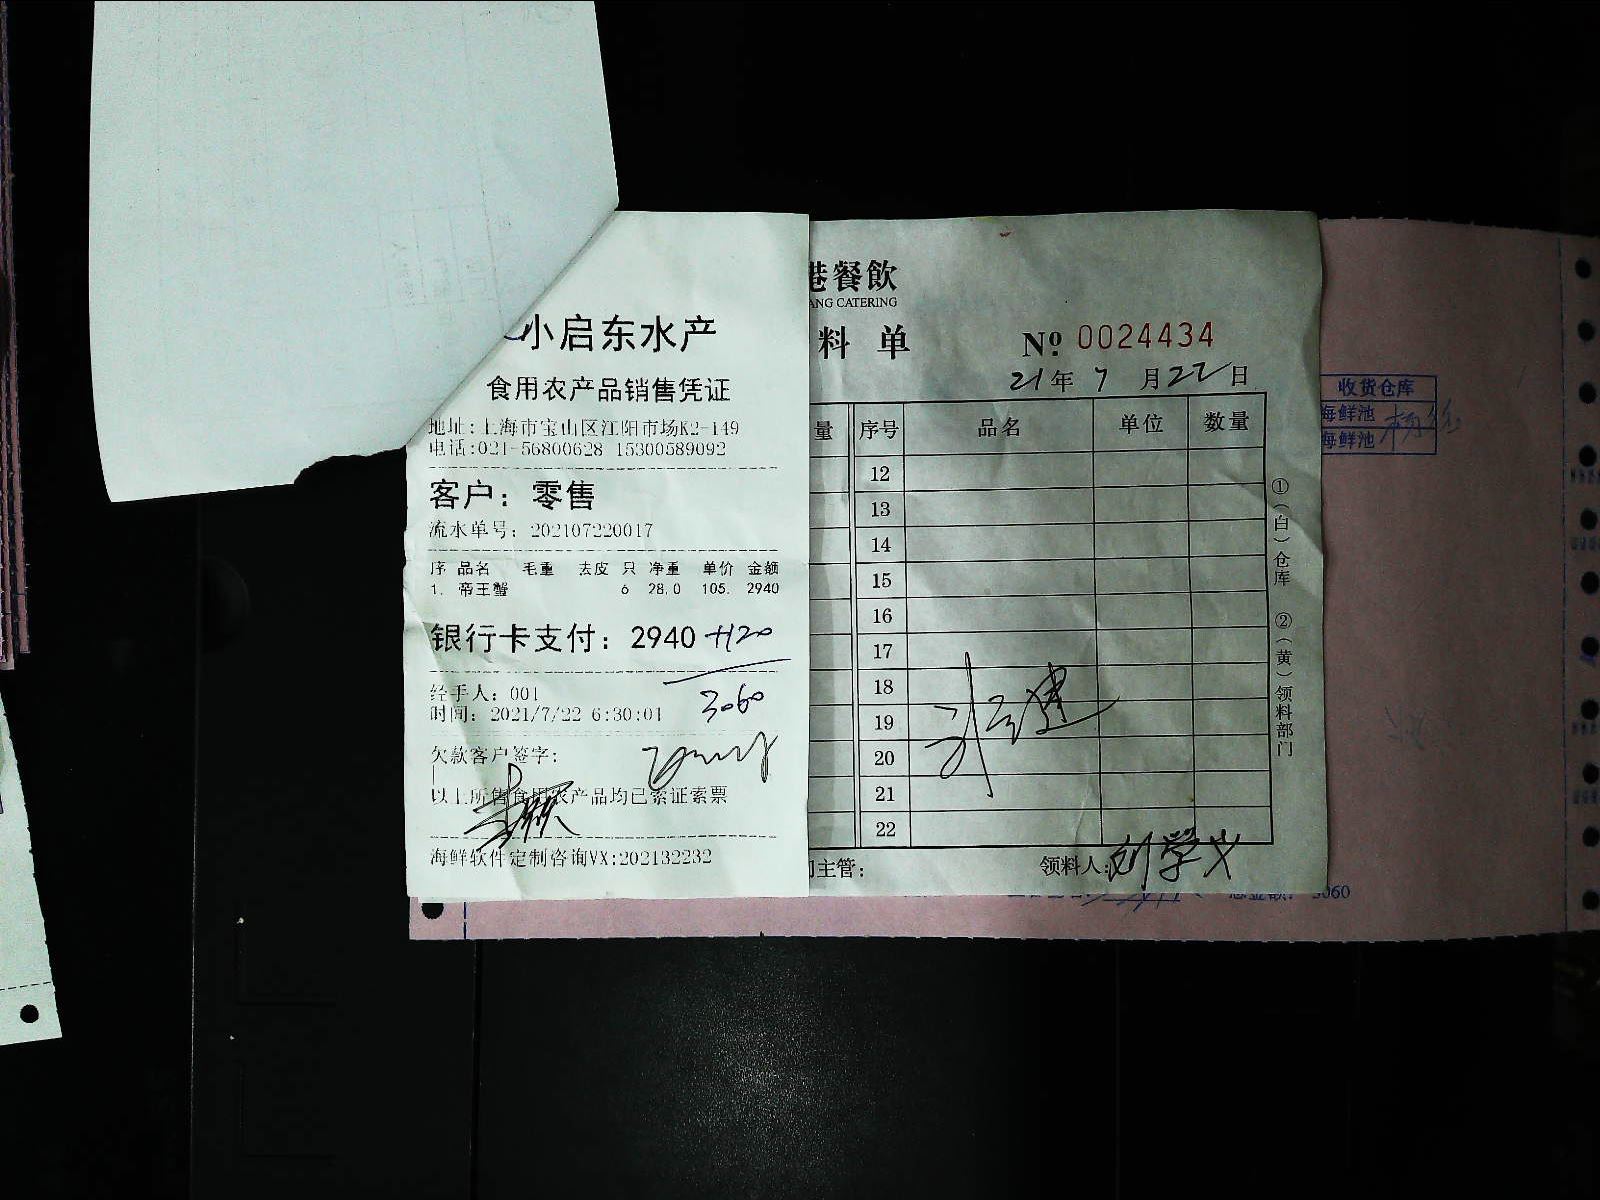 小启东水产
食用农产品销售凭证
地址:上海市宝山区江阳市场K2-149
电话:021-56800628 15300589092
客户: 零售
流水单号: 202107220017
序 品名 毛重 去皮 只 净重 单价 金额
1. 帝王蟹 6 28.0 105. 2940
银行卡支付: 2940 +120
3060
经手人: 001
时间: 2021/7/22 6:30:01
欠款客户签字:
以上所售食用农产品均已索证索票
海鲜软件定制咨询VX:202132232
港餐飲
ANG CATERING
料 单
№ 0024434
21年 7 月22日
量 序号 品名 单位 数量
12
13
14
15
16
17
18
19
20
21
22
①(白)仓库 ②(黄)领料部门
门主管:
领料人: 刘学义
收货仓库
海鲜池
海鲜池
总金额: 3060